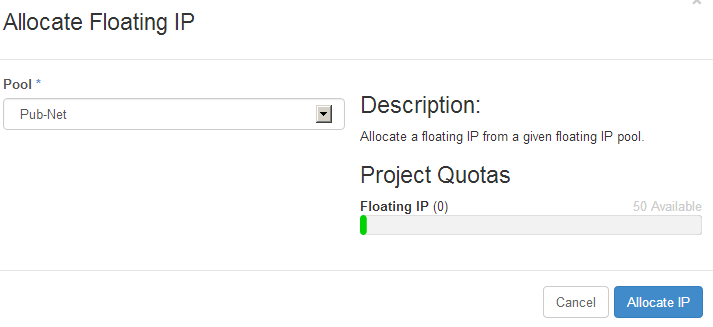 Allocate Floating IP
Pool *
Pub-Net
Description:
Allocate a floating IP from a given floating IP pool.
Project Quotas
Floating IP (0) 50 Available
Cancel Allocate IP